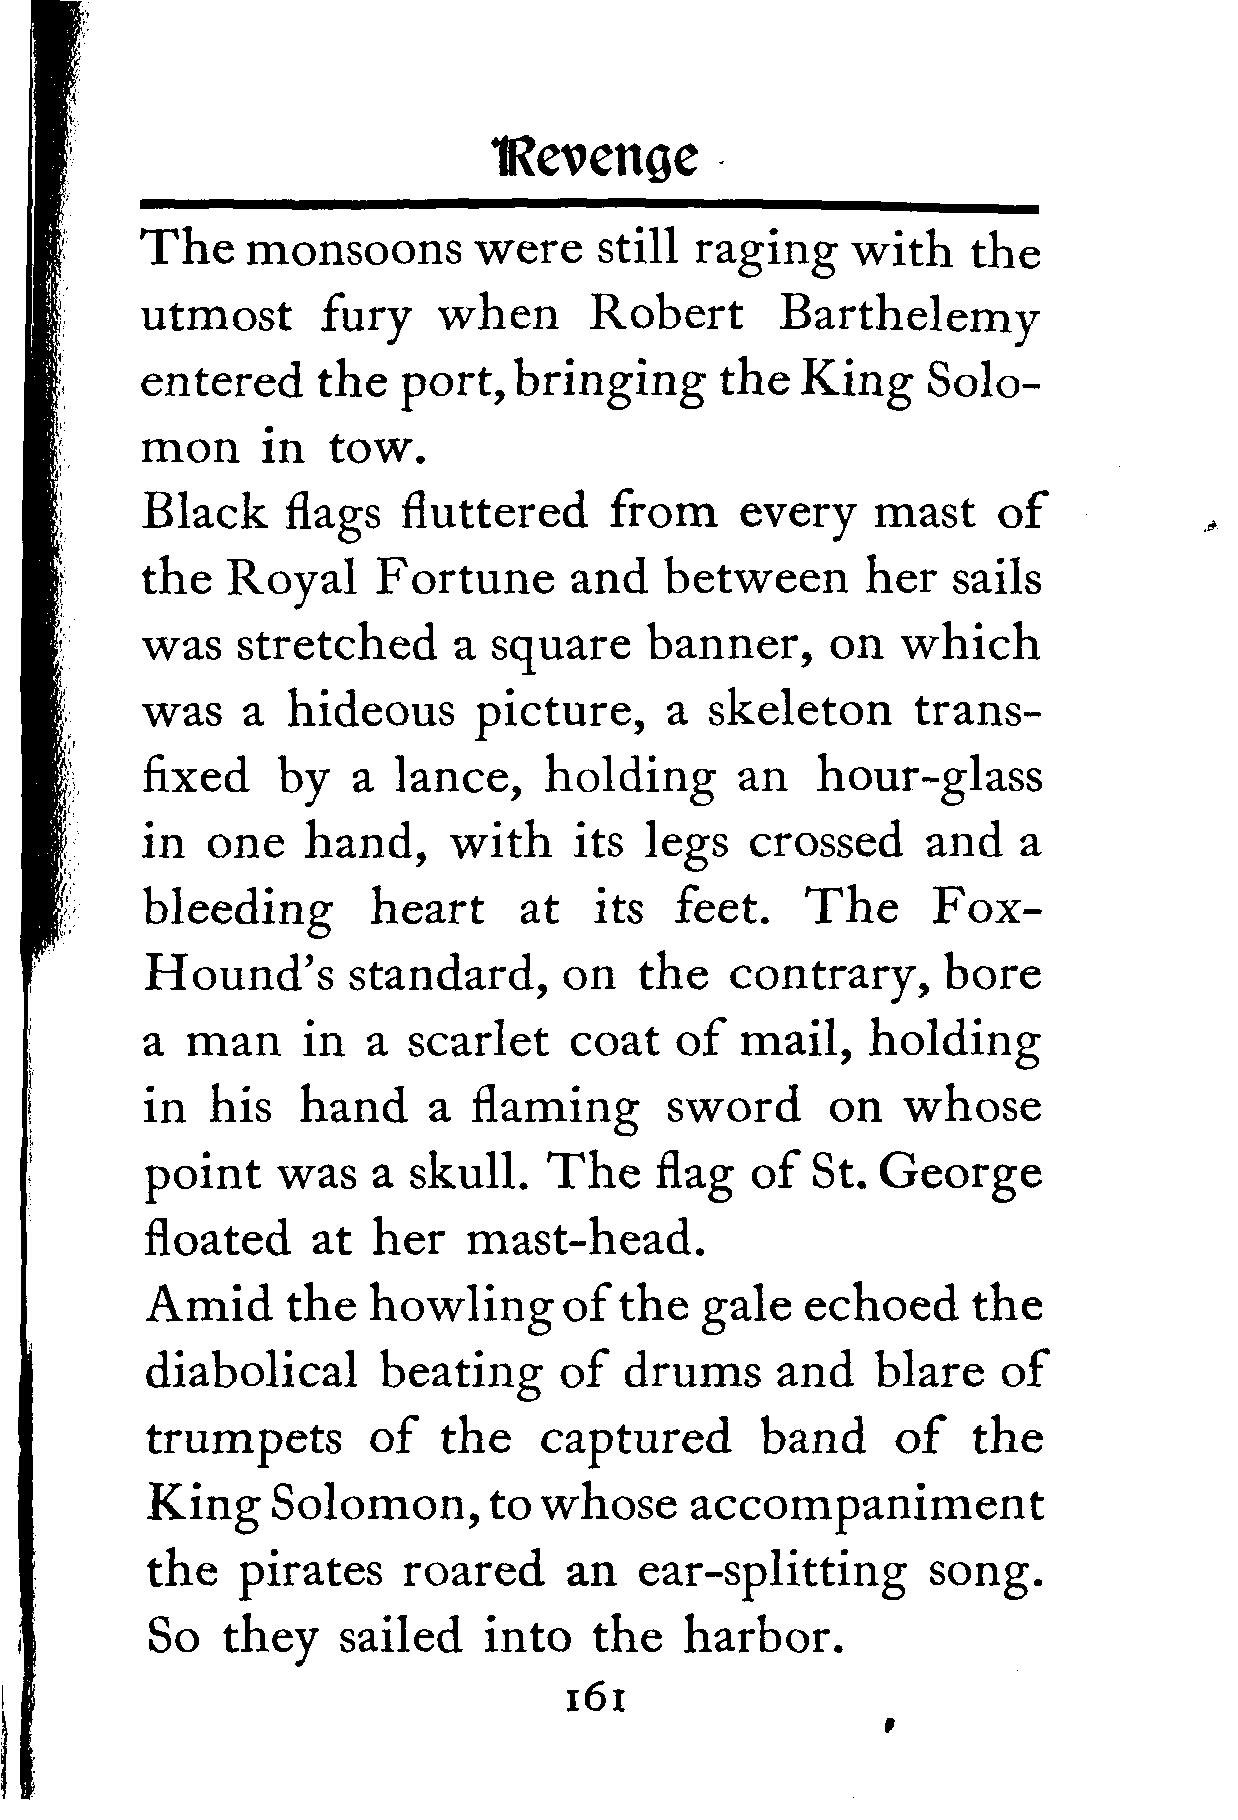 Revenge
The monsoons were still raging with the
utmost fury when Robert Barthelemy
entered the port, bringing the King Solo-
mon in tow.
Black flags fluttered from every mast of
the Royal Fortune and between her sails
was stretched a square banner, on which
was a hideous picture, a skeleton trans-
fixed by a lance, holding an hour-glass
in one hand, with its legs crossed and a
bleeding heart at its feet. The Fox-
Hound's standard, on the contrary, bore
a man in a scarlet coat of mail, holding
in his hand a flaming sword on whose
point was a skull. The flag of St. George
floated at her mast-head.
Amid the howling of the gale echoed the
diabolical beating of drums and blare of
trumpets of the captured band of the
King Solomon, to whose accompaniment
the pirates roared an ear-splitting song.
So they sailed into the harbor.
161